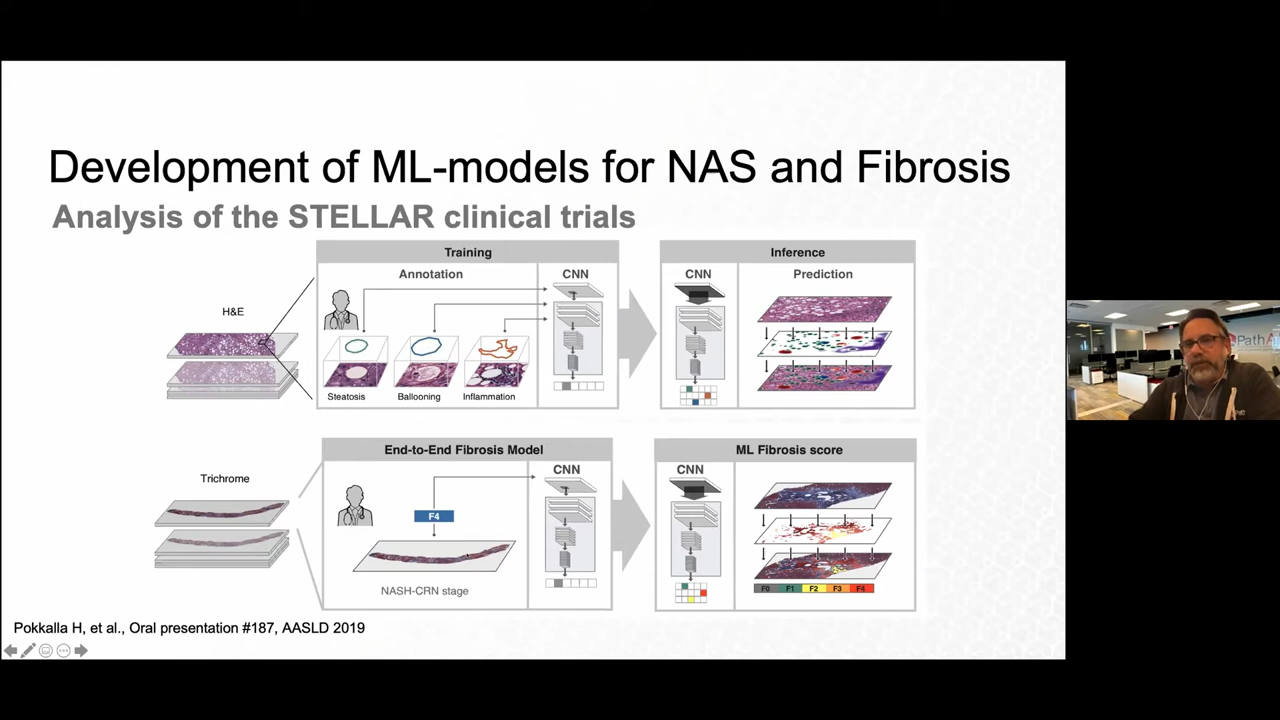 Development of ML-models for NAS and Fibrosis
Analysis of the STELLAR clinical trials
H&E
Training
Annotation
CNN
Steatosis
Ballooning
Inflammation
Inference
CNN
Prediction
Trichrome
End-to-End Fibrosis Model
CNN
F4
NASH-CRN stage
ML Fibrosis score
CNN
F0 F1 F2 F3 F4
Pokkalla H, et al., Oral presentation #187, AASLD 2019